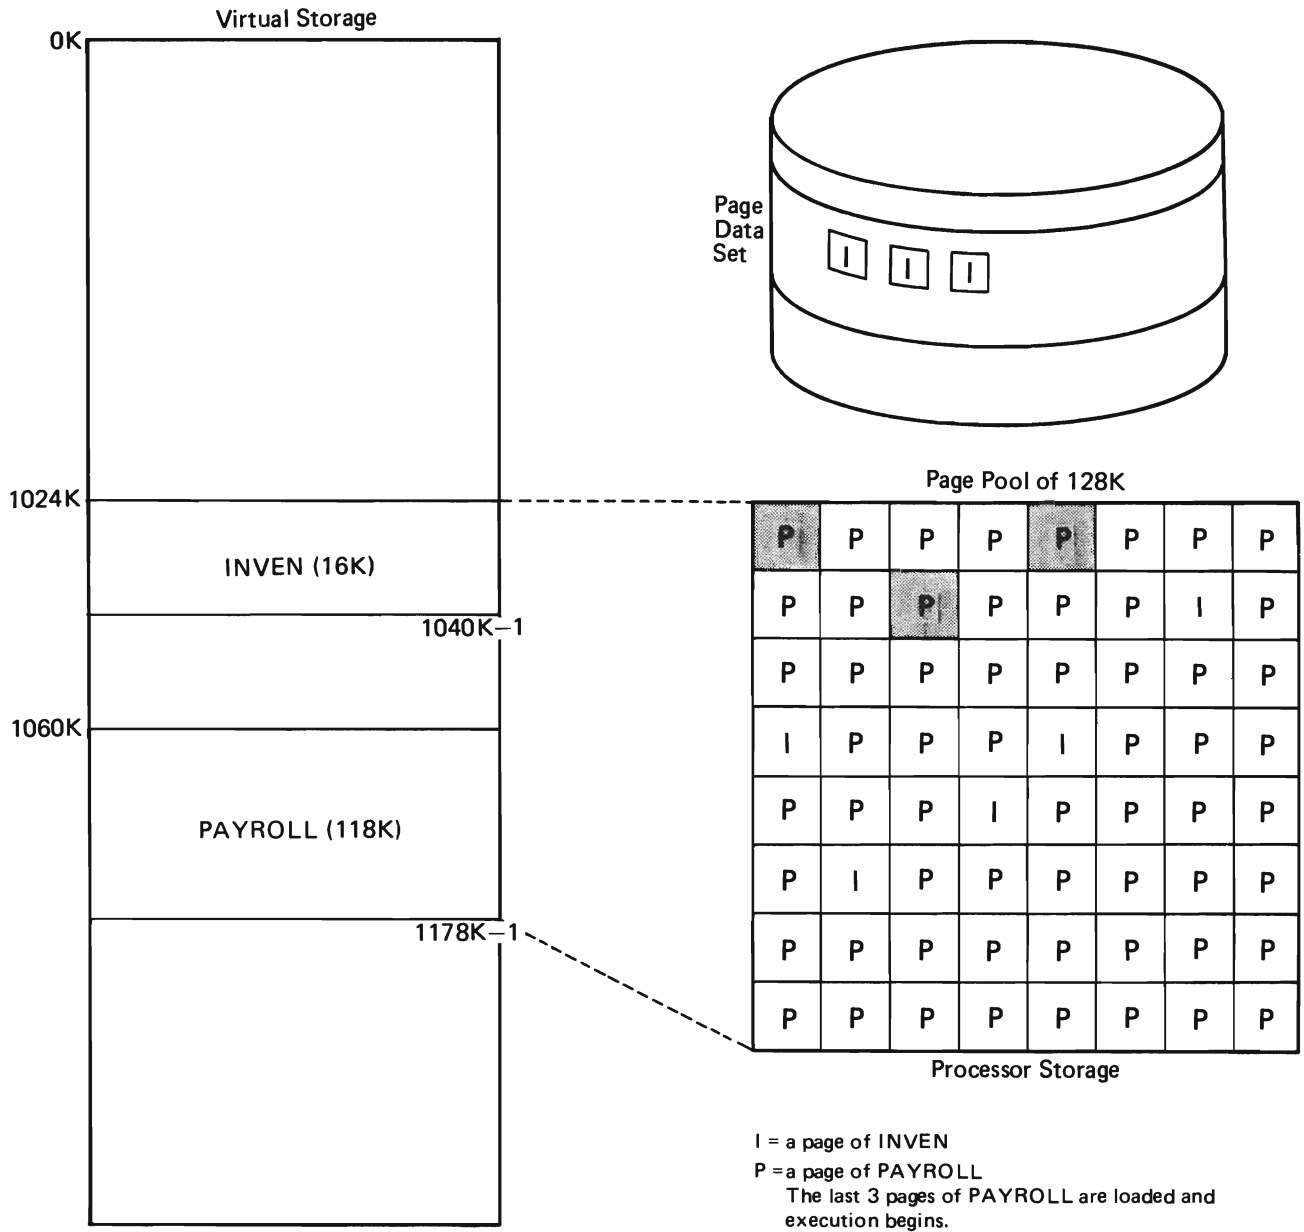 Virtual Storage
0K
1024K
INVEN (16K)
1040K–1
1060K
PAYROLL (118K)
1178K–1
Page
Data
Set
I I I
Page Pool of 128K
P P P P P P P P
P P P P P P I P
P P P P P P P P
I P P P I P P P
P P P I P P P P
P I P P P P P P
P P P P P P P P
P P P P P P P P
Processor Storage
I = a page of INVEN
P = a page of PAYROLL
The last 3 pages of PAYROLL are loaded and
execution begins.